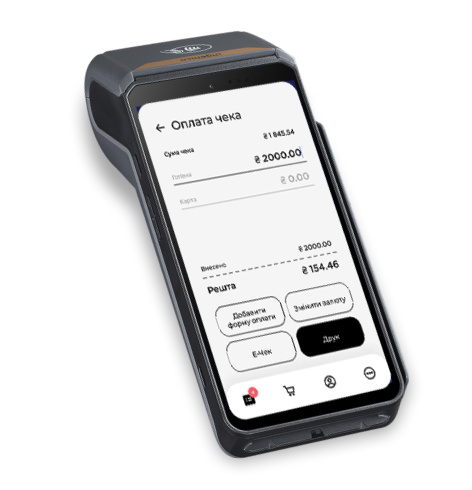 ← Оплата чека
Сума чека ₴ 1 845.54
Готівка ₴ 2000.00
Карта ₴ 0.00
Внесено ₴ 2000.00
Решта ₴ 154.46
Добавити
форму оплати
Змінити валюту
Е-Чек
Друк